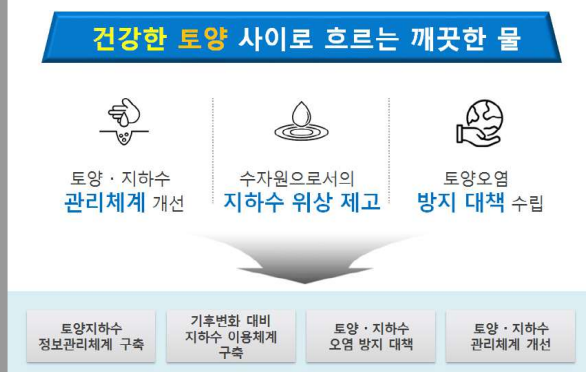 건강한 토양 사이로 흐르는 깨끗한 물
토양 · 지하수
관리체계 개선
수자원으로서의
지하수 위상 제고
토양오염
방지 대책 수립
토양지하수
정보관리체계 구축
기후변화 대비
지하수 이용체계
구축
토양 · 지하수
오염 방지 대책
토양 · 지하수
관리체계 개선